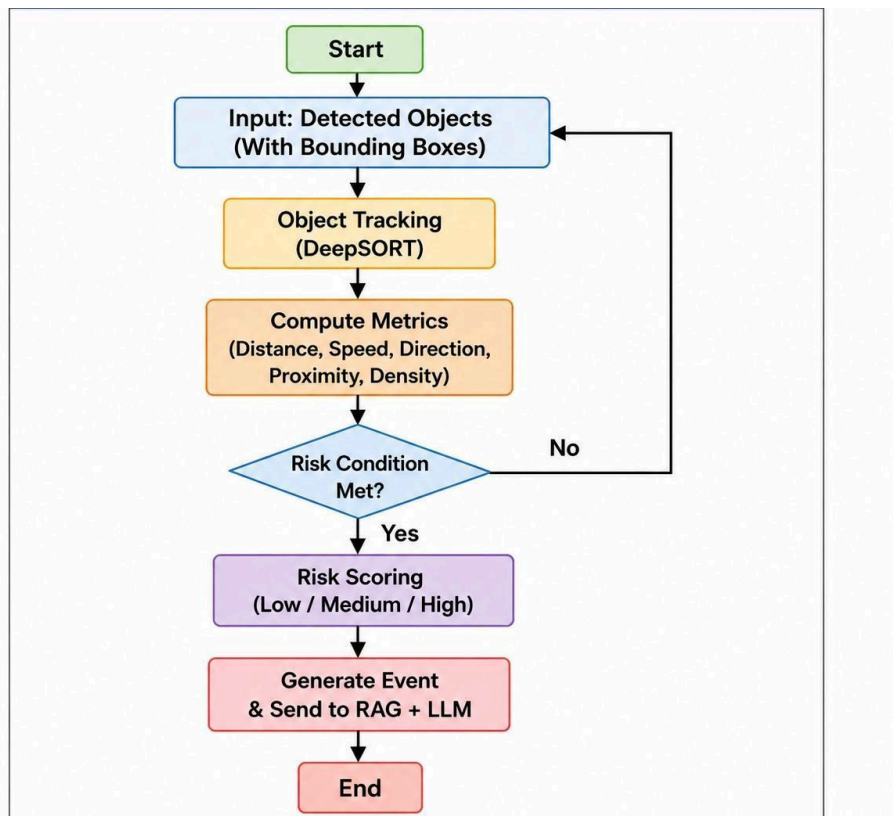 Start
Input: Detected Objects
(With Bounding Boxes)
Object Tracking
(DeepSORT)
Compute Metrics
(Distance, Speed, Direction,
Proximity, Density)
Risk Condition
Met?
No
Yes
Risk Scoring
(Low / Medium / High)
Generate Event
& Send to RAG + LLM
End